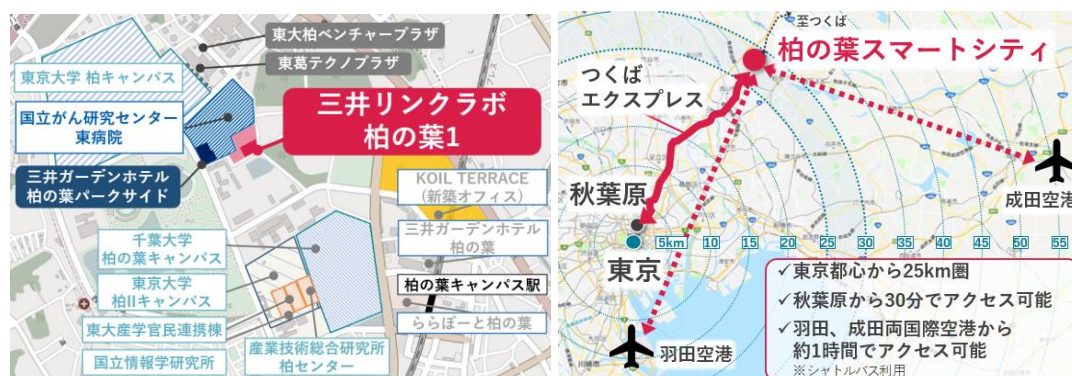 東大柏ベンチャープラザ
東葛テクノプラザ
東京大学 柏キャンパス
国立がん研究センター
東病院
三井リンクラボ
柏の葉1
三井ガーデンホテル
柏の葉パークサイド
KOIL TERRACE
(新築オフィス)
三井ガーデンホテル
柏の葉
千葉大学
柏の葉キャンパス
東京大学
柏IIキャンパス
柏の葉キャンパス駅
東大産学官民連携棟
ららぽーと柏の葉
国立情報学研究所
産業技術総合研究所
柏センター
至つくば
柏の葉スマートシティ
つくば
エクスプレス
秋葉原
東京
成田空港
5km 10 15 20 25 30 35 40 45 50 55
羽田空港
✓東京都心から25km圏
✓秋葉原から30分でアクセス可能
✓羽田、成田両国際空港から
約1時間でアクセス可能
※シャトルバス利用